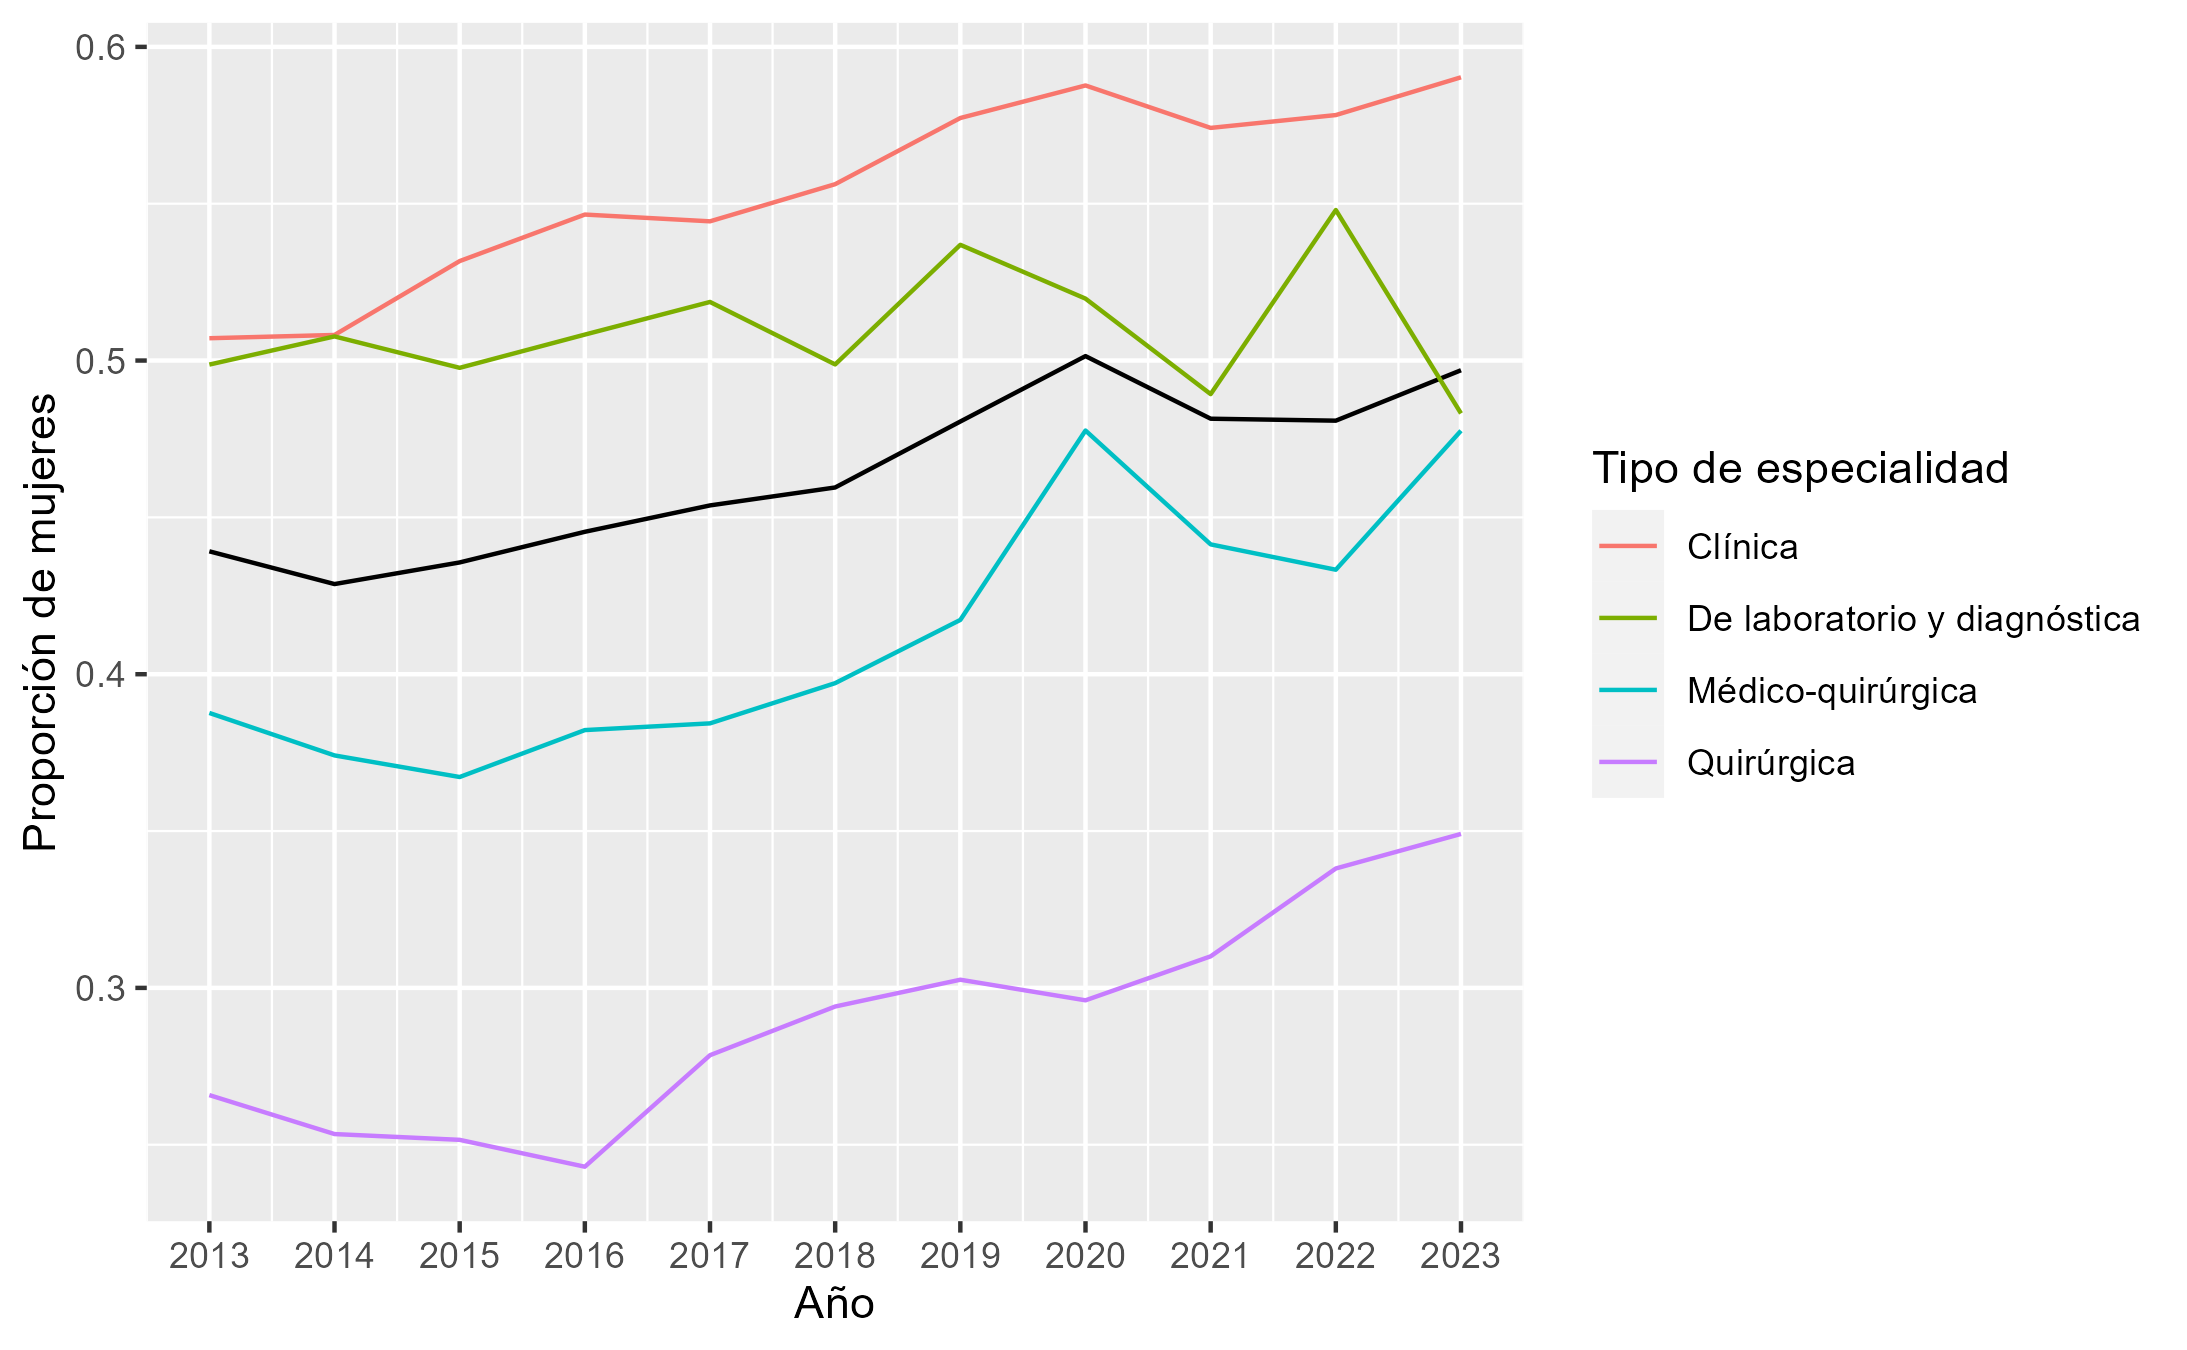 0.6
0.5
0.4
0.3
Proporción de mujeres
2013 2014 2015 2016 2017 2018 2019 2020 2021 2022 2023
Año
Tipo de especialidad
Clínica
De laboratorio y diagnóstica
Médico-quirúrgica
Quirúrgica